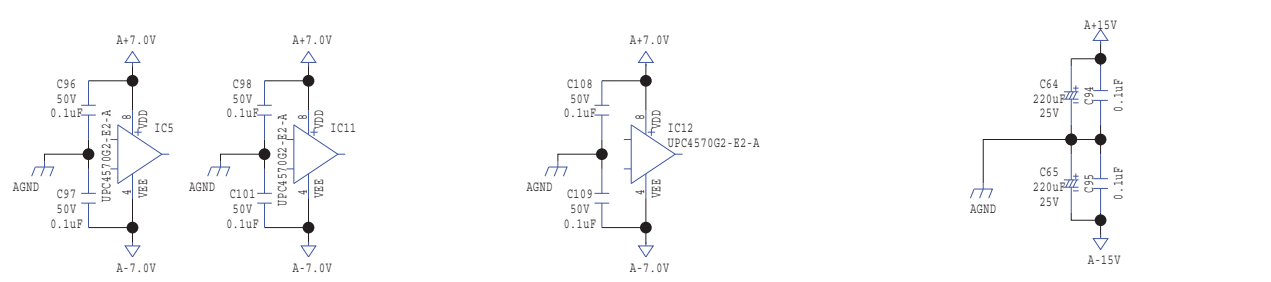 A+7.0V
C96
50V
0.1uF
8
VDD
+
IC5
UPC4570G2-E2-A
AGND
C97
50V
0.1uF
4
VEE
A-7.0V
A+7.0V
C98
50V
0.1uF
8
VDD
+
IC11
UPC4570G2-E2-A
AGND
C101
50V
0.1uF
4
VEE
A-7.0V
A+7.0V
C108
50V
0.1uF
8
VDD
+
IC12
UPC4570G2-E2-A
AGND
C109
50V
0.1uF
4
VEE
A-7.0V
A+15V
C64
220uF
25V
+
C94
0.1uF
C65
220uF
25V
+
C95
0.1uF
AGND
A-15V